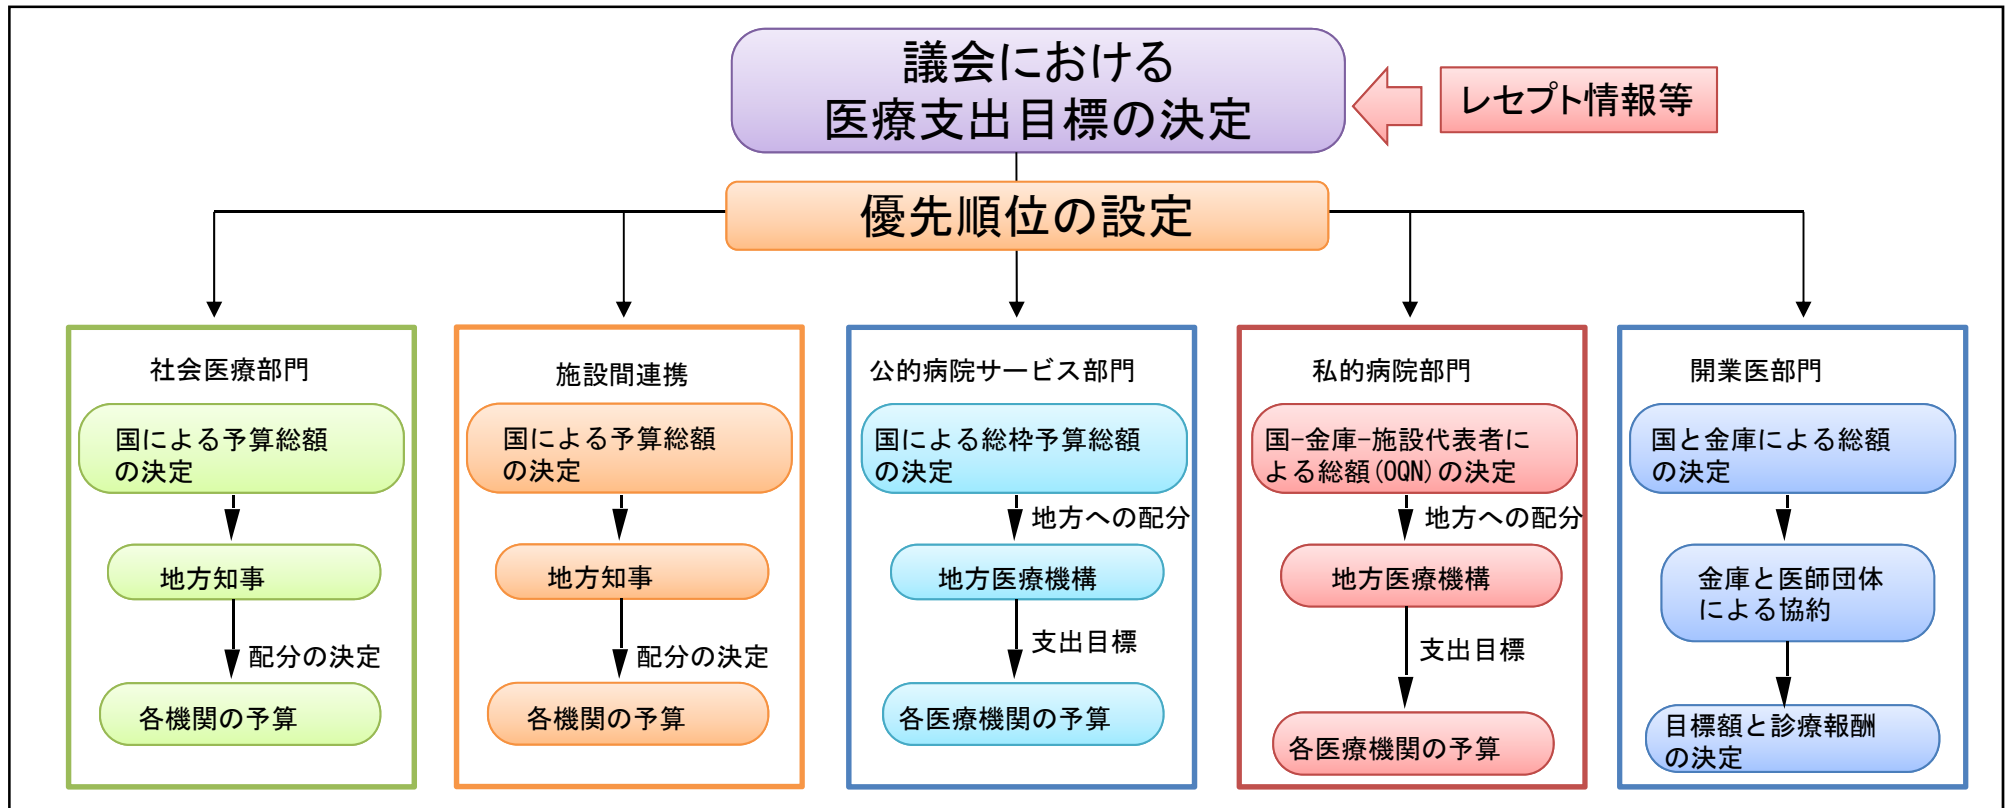 議会における
医療支出目標の決定
レセプト情報等
優先順位の設定
社会医療部門
国による予算総額
の決定
地方知事
配分の決定
各機関の予算
施設間連携
国による予算総額
の決定
地方知事
配分の決定
各機関の予算
公的病院サービス部門
国による総枠予算総額
の決定
地方への配分
地方医療機構
支出目標
各医療機関の予算
私的病院部門
国-金庫-施設代表者に
よる総額(OQN)の決定
地方への配分
地方医療機構
支出目標
各医療機関の予算
開業医部門
国と金庫による総額
の決定
金庫と医師団体
による協約
目標額と診療報酬
の決定